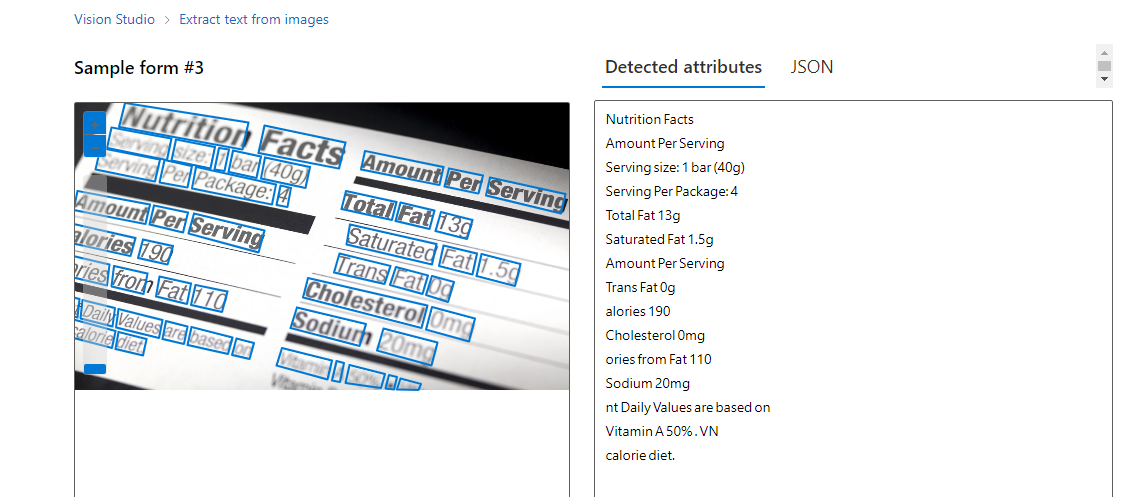 Vision Studio > Extract text from images
Sample form #3
Nutrition Facts
Serving size: 1 bar (40g)
Serving Per Package: 4
Amount Per Serving
alories 190
ories from Fat 110
Daily Values are based on
calorie diet.
Amount Per Serving
Total Fat 13g
Saturated Fat 1.5g
Trans Fat 0g
Cholesterol 0mg
Sodium 20mg
Vitamin A 50%
Vitamin
Detected attributes
JSON
Nutrition Facts
Amount Per Serving
Serving size: 1 bar (40g)
Serving Per Package: 4
Total Fat 13g
Saturated Fat 1.5g
Amount Per Serving
Trans Fat 0g
alories 190
Cholesterol 0mg
ories from Fat 110
Sodium 20mg
nt Daily Values are based on
Vitamin A 50% . VN
calorie diet.